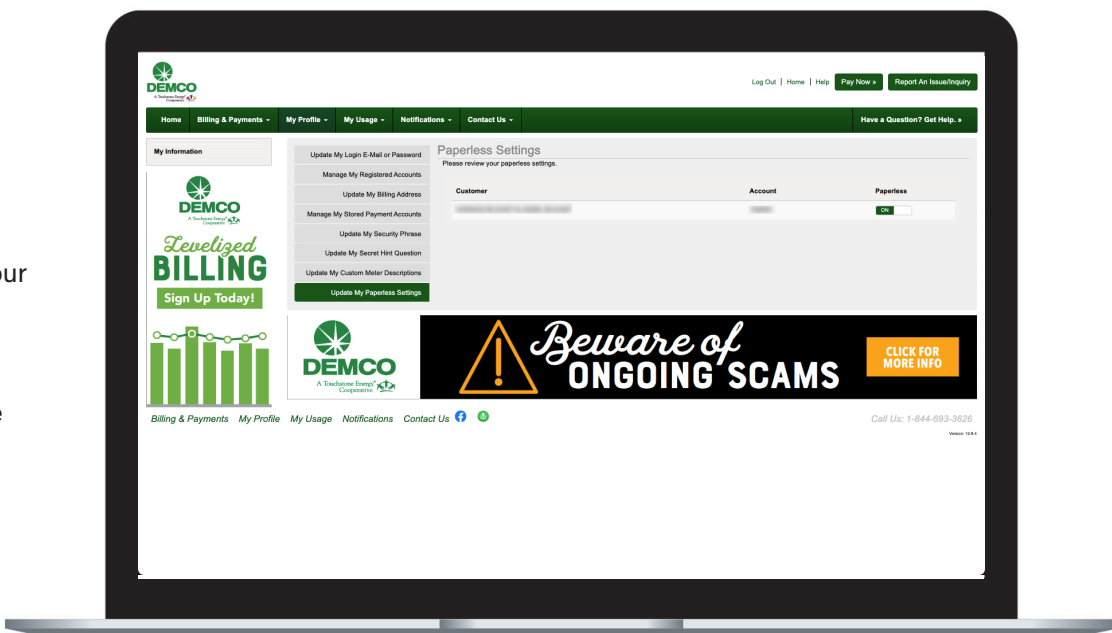 our
e
DEMCO
A Touchstone Energy®
Cooperative
Log Out | Home | Help Pay Now » Report An Issue/Inquiry
Home Billing & Payments My Profile My Usage Notifications Contact Us Have a Question? Get Help. »
My Information
DEMCO
A Touchstone Energy®
Cooperative
Levelized
BILLING
Sign Up Today!
Update My Login E-Mail or Password
Manage My Registered Accounts
Update My Billing Address
Manage My Stored Payment Accounts
Update My Security Phrase
Update My Secret Hint Question
Update My Custom Meter Descriptions
Update My Paperless Settings
Paperless Settings
Please review your paperless settings.
Customer Account Paperless
ON
DEMCO
A Touchstone Energy®
Cooperative
Beware of
ONGOING SCAMS
CLICK FOR
MORE INFO
Billing & Payments My Profile My Usage Notifications Contact Us
Call Us: 1-844-693-3626
Version: 12.9.4